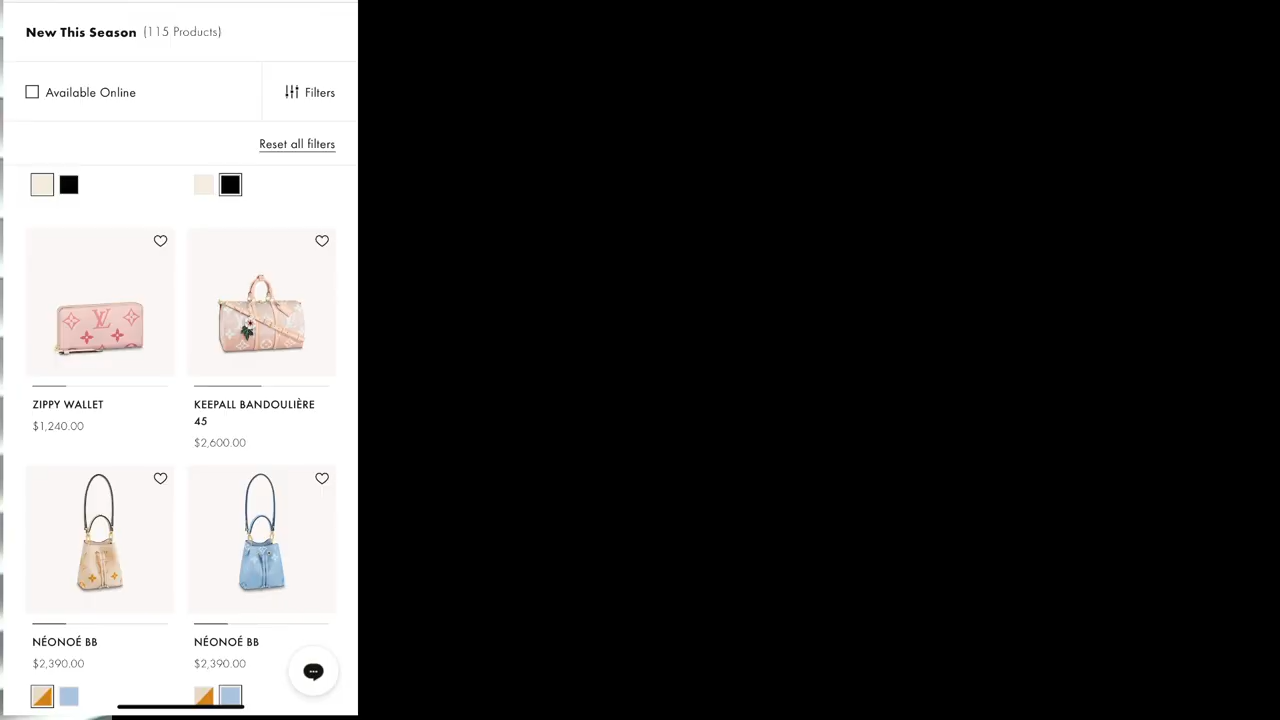 New This Season (115 Products)
Available Online
Filters
Reset all filters
ZIPPY WALLET
$1,240.00
KEEPALL BANDOULIÈRE
45
$2,600.00
NÉONOÉ BB
$2,390.00
NÉONOÉ BB
$2,390.00